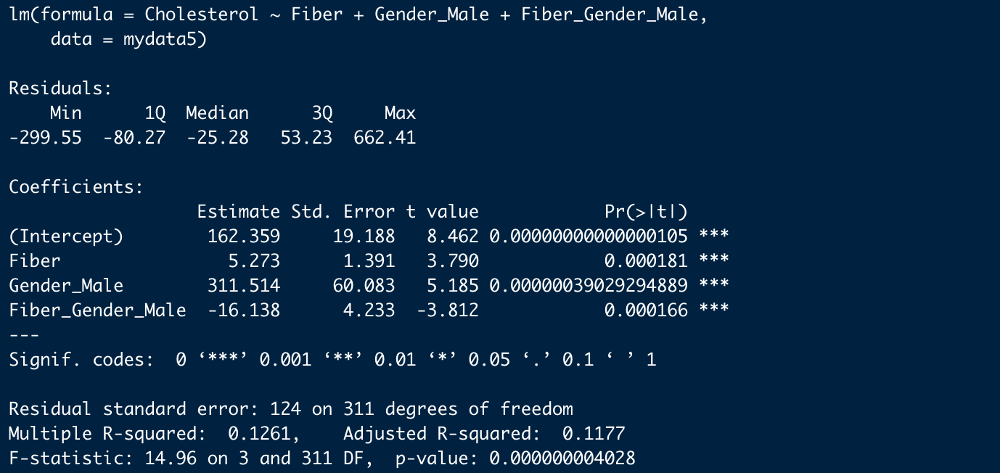 lm(formula = Cholesterol ~ Fiber + Gender_Male + Fiber_Gender_Male,
    data = mydata5)

Residuals:
    Min      1Q  Median      3Q     Max
-299.55  -80.27  -25.28   53.23  662.41

Coefficients:
                  Estimate Std. Error t value            Pr(>|t|)
(Intercept)        162.359     19.188   8.462 0.00000000000000105 ***
Fiber                5.273      1.391   3.790            0.000181 ***
Gender_Male        311.514     60.083   5.185 0.00000039029294889 ***
Fiber_Gender_Male  -16.138      4.233  -3.812            0.000166 ***
---
Signif. codes:  0 ‘***’ 0.001 ‘**’ 0.01 ‘*’ 0.05 ‘.’ 0.1 ‘ ’ 1

Residual standard error: 124 on 311 degrees of freedom
Multiple R-squared:  0.1261,    Adjusted R-squared:  0.1177
F-statistic: 14.96 on 3 and 311 DF,  p-value: 0.000000004028